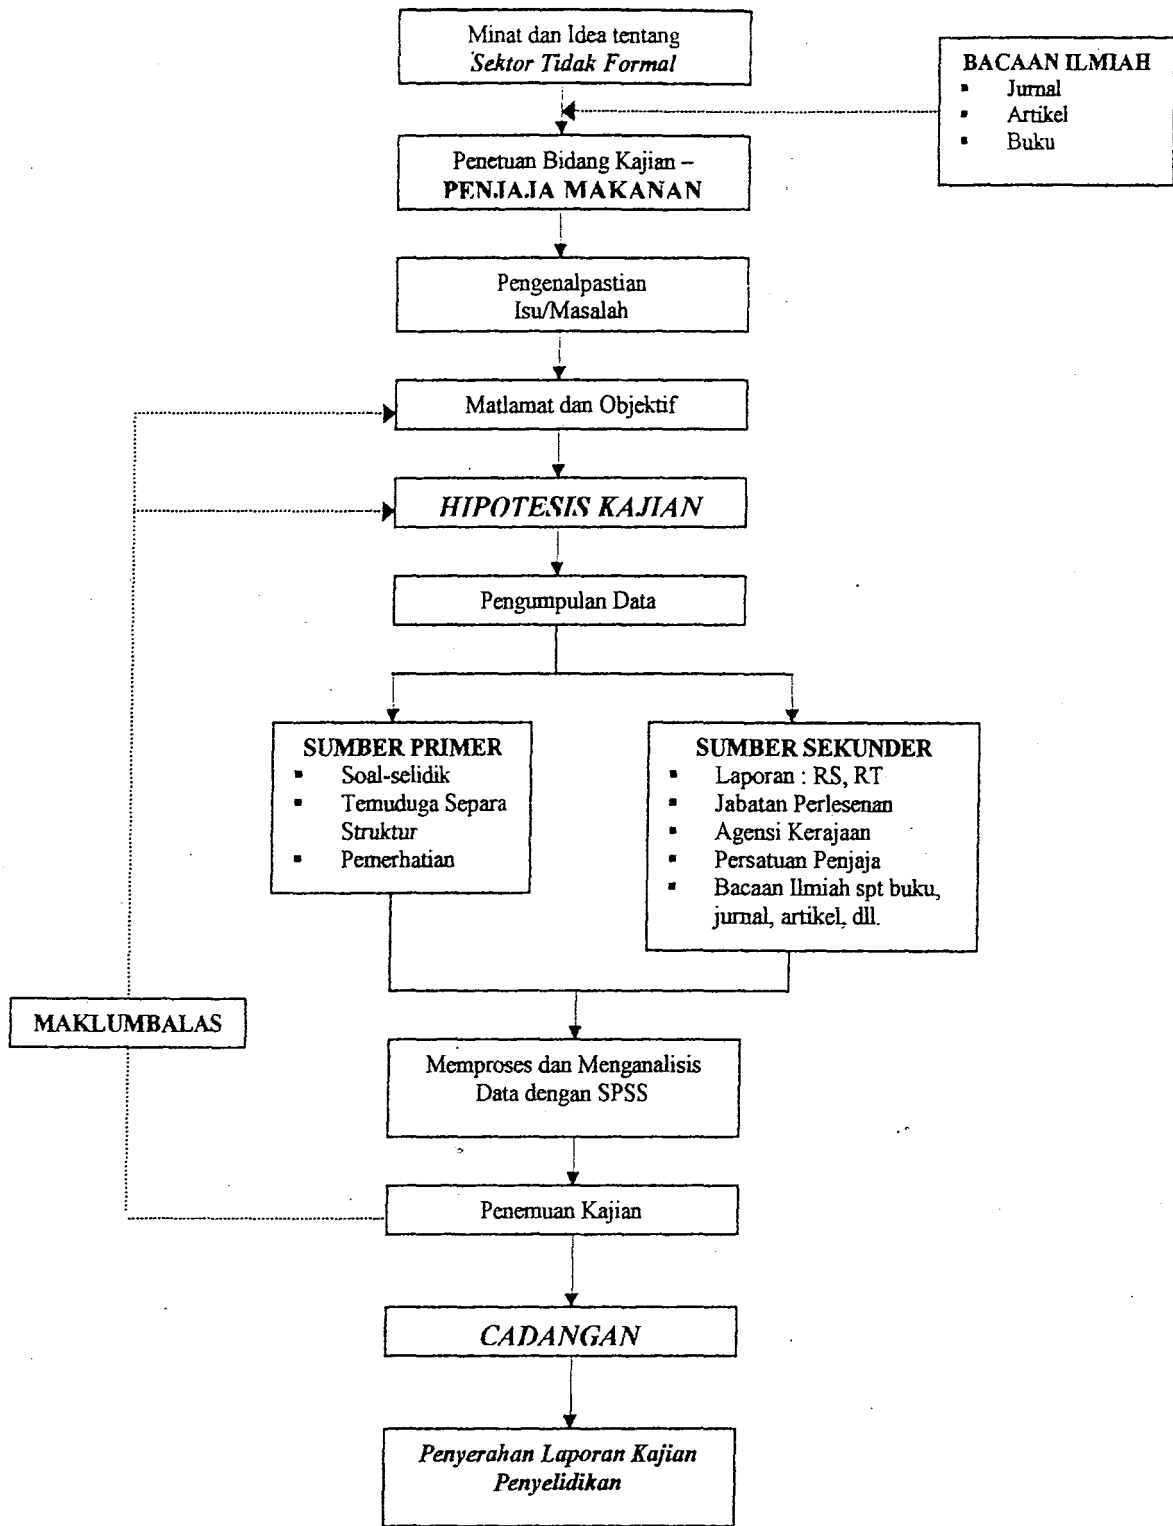 Minat dan Idea tentang
Sektor Tidak Formal
BACAAN ILMIAH
▪ Jurnal
▪ Artikel
▪ Buku
Penetuan Bidang Kajian –
PENJAJA MAKANAN
Pengenalpastian
Isu/Masalah
Matlamat dan Objektif
HIPOTESIS KAJIAN
Pengumpulan Data
SUMBER PRIMER
▪ Soal-selidik
▪ Temuduga Separa
Struktur
▪ Pemerhatian
SUMBER SEKUNDER
▪ Laporan : RS, RT
▪ Jabatan Perlesenan
▪ Agensi Kerajaan
▪ Persatuan Penjaja
▪ Bacaan Ilmiah spt buku,
jurnal, artikel, dll.
MAKLUMBALAS
Memproses dan Menganalisis
Data dengan SPSS
Penemuan Kajian
CADANGAN
Penyerahan Laporan Kajian
Penyelidikan